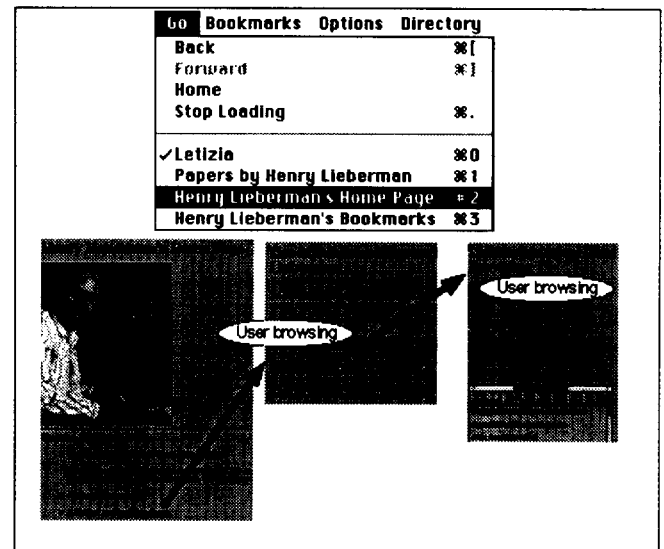 Go Bookmarks Options Directory
Back ⌘[
Forward ⌘]
Home
Stop Loading ⌘.
✓Letizia ⌘0
Papers by Henry Lieberman ⌘1
Henry Lieberman's Home Page ⌘2
Henry Lieberman's Bookmarks ⌘3
User browsing
User browsing